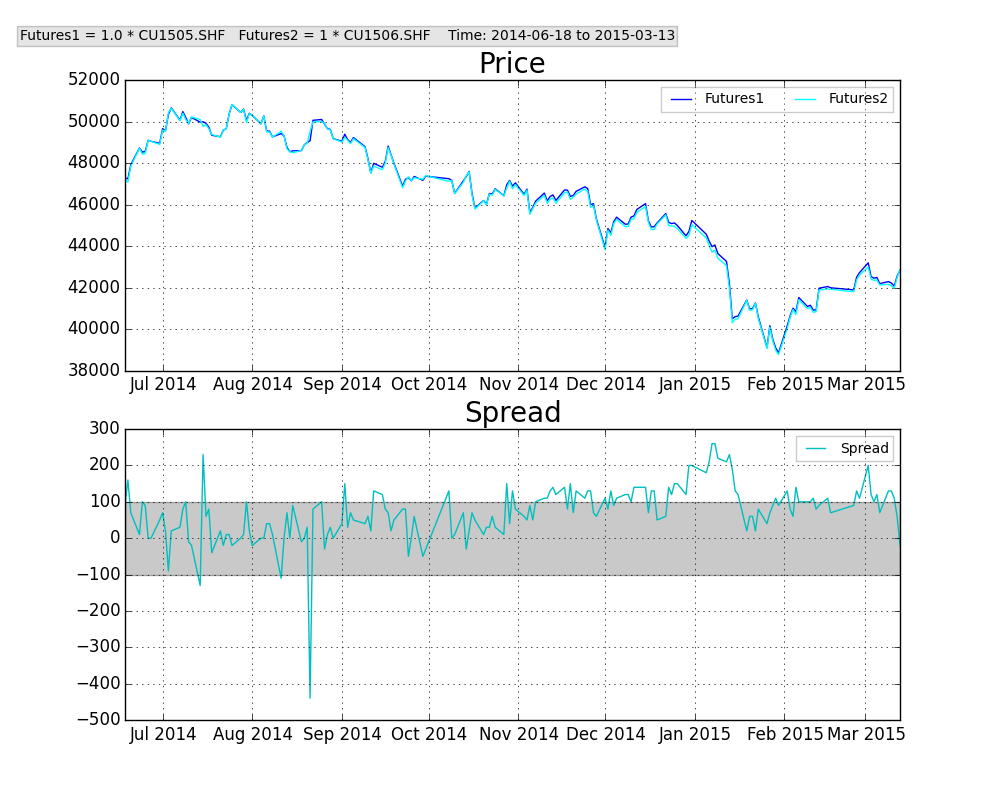 Futures1 = 1.0 * CU1505.SHF   Futures2 = 1 * CU1506.SHF    Time: 2014-06-18 to 2015-03-13
Price
52000
50000
48000
46000
44000
42000
40000
38000
Futures1 Futures2
Jul 2014 Aug 2014 Sep 2014 Oct 2014 Nov 2014 Dec 2014 Jan 2015 Feb 2015 Mar 2015
Spread
300
200
100
0
−100
−200
−300
−400
−500
Spread
Jul 2014 Aug 2014 Sep 2014 Oct 2014 Nov 2014 Dec 2014 Jan 2015 Feb 2015 Mar 2015